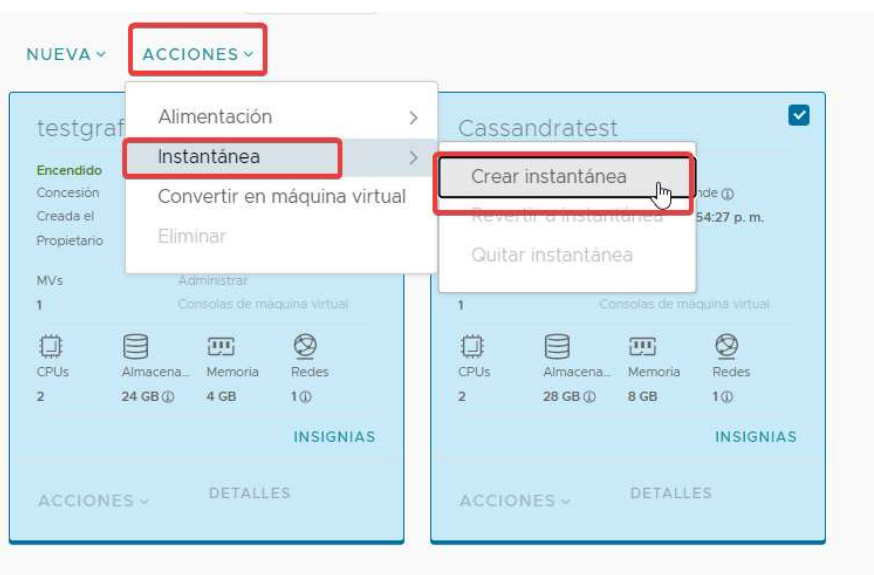 NUEVA
ACCIONES
testgraf
Alimentación
Instantánea
Convertir en máquina virtual
Eliminar
Cassandratest
Crear instantánea
Revertir a instantánea
Quitar instantánea
54:27 p. m.
Encendido
Concesión
Creada el
Propietario
MVs
1
Administrar
Consolas de máquina virtual
CPUs
2
Almacena...
24 GB
Memoria
4 GB
Redes
1
INSIGNIAS
ACCIONES
DETALLES
1
Consolas de máquina virtual
CPUs
2
Almacena...
28 GB
Memoria
8 GB
Redes
1
INSIGNIAS
ACCIONES
DETALLES